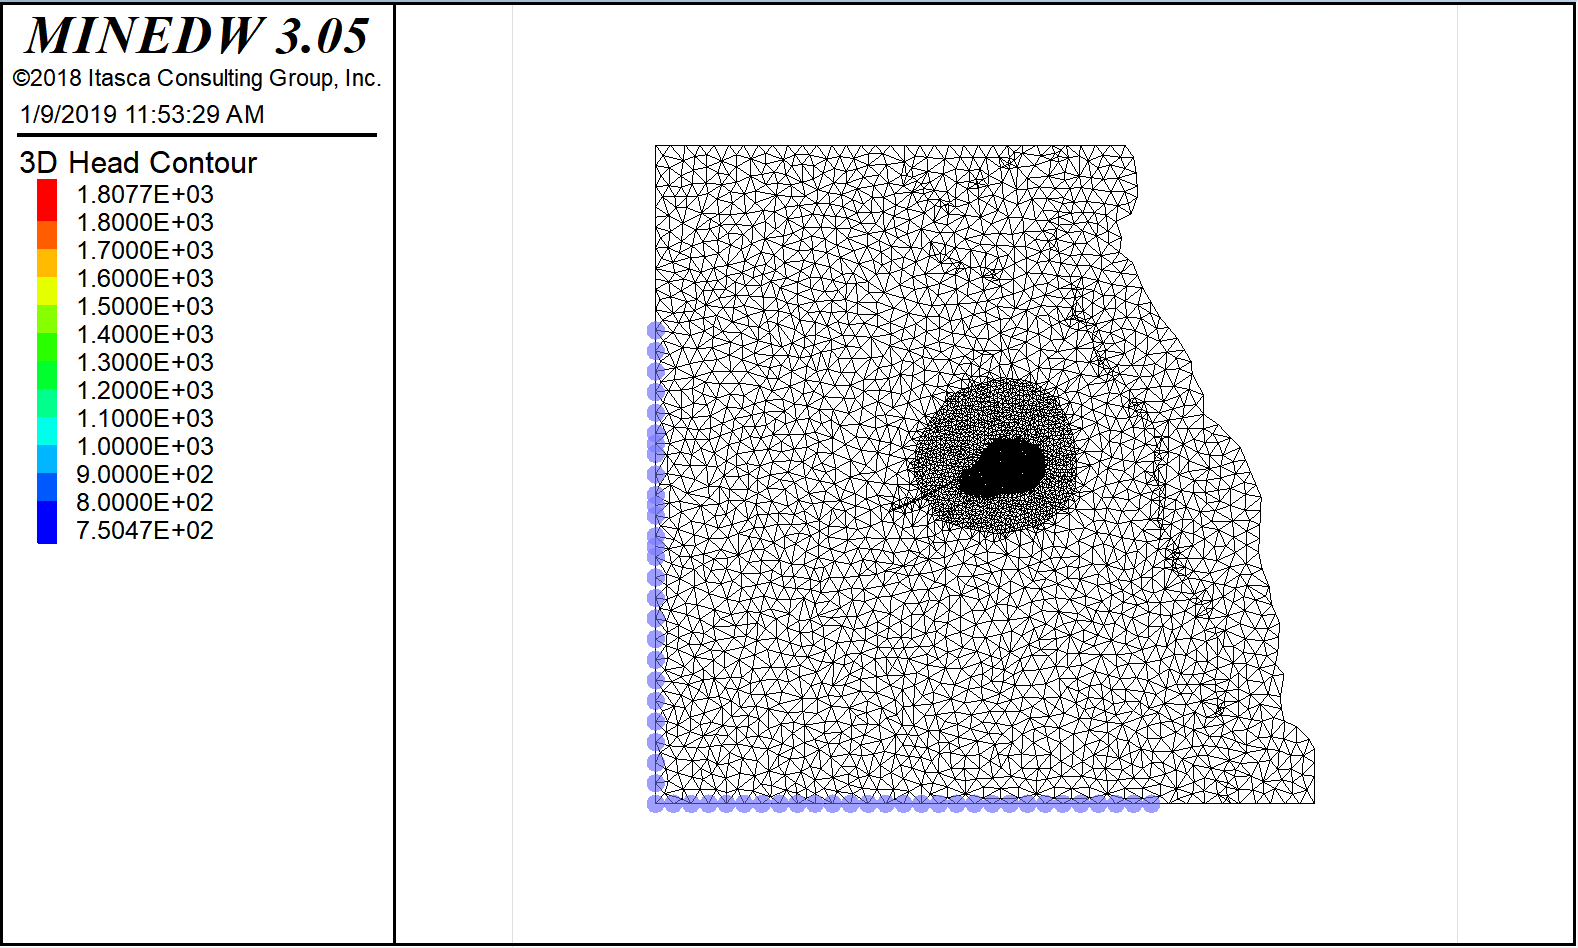 MINEDW 3.05
©2018 Itasca Consulting Group, Inc.
1/9/2019 11:53:29 AM
3D Head Contour
1.8077E+03
1.8000E+03
1.7000E+03
1.6000E+03
1.5000E+03
1.4000E+03
1.3000E+03
1.2000E+03
1.1000E+03
1.0000E+03
9.0000E+02
8.0000E+02
7.5047E+02